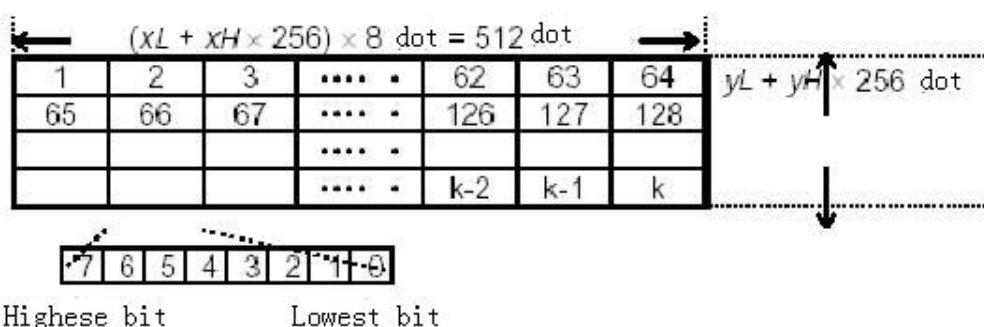 (xL + xH × 256) × 8 dot = 512 dot
1 2 3 ···· · 62 63 64
yL + yH × 256 dot
65 66 67 ···· · 126 127 128
···· ·
···· · k-2 k-1 k
7 6 5 4 3 2 1 0
Highese bit Lowest bit